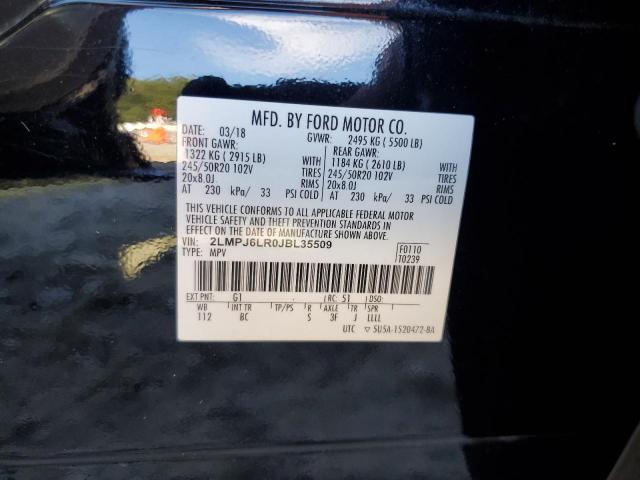 MFD. BY FORD MOTOR CO.
DATE: 03/18 GVWR: 2495 KG ( 5500 LB)
FRONT GAWR: REAR GAWR:
1322 KG ( 2915 LB) 1184 KG ( 2610 LB)
245/50R20 102V TIRES 245/50R20 102V TIRES
20x8.0J RIMS 20x8.0J RIMS
AT 230 kPa/ 33 PSI COLD AT 230 kPa/ 33 PSI COLD
THIS VEHICLE CONFORMS TO ALL APPLICABLE FEDERAL MOTOR
VEHICLE SAFETY AND THEFT PREVENTION STANDARDS IN
EFFECT ON THE DATE OF MANUFACTURE SHOWN ABOVE.
VIN: 2LMPJ6LR0JBL35509
TYPE: MPV
F0110
T0239
EXT PNT: G1 RC: 51 DSO:
WB INT TR TP/PS R AXLE TR SPR
112 BC S 3F J LLLL
UTC ▽ 5U5A-1520472-BA